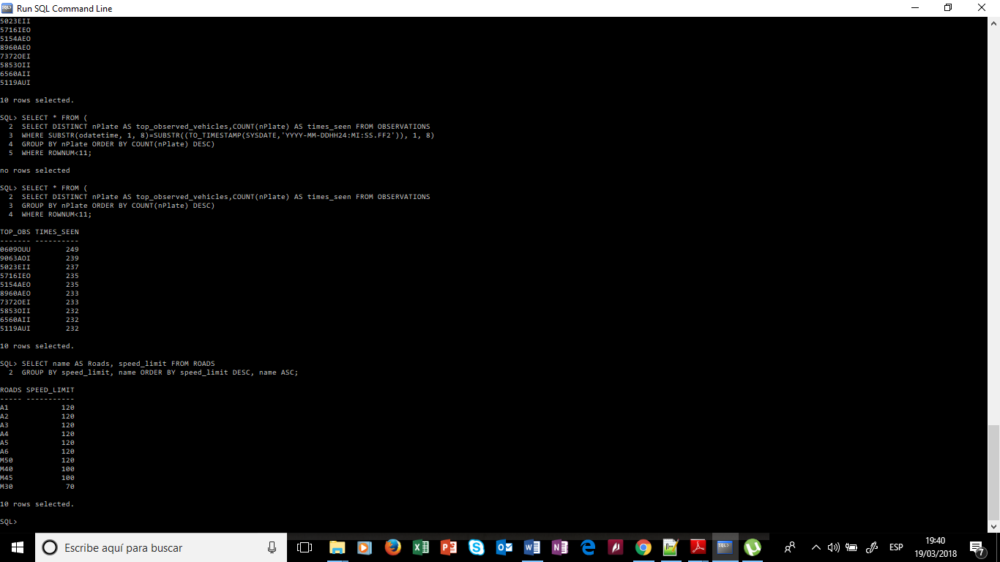 Run SQL Command Line
5023EII
5716IEO
5154AEO
8960AEO
7372OEI
5853OII
6560AII
5119AUI
10 rows selected.
SQL> SELECT * FROM (
  2  SELECT DISTINCT nPlate AS top_observed_vehicles,COUNT(nPlate) AS times_seen FROM OBSERVATIONS
  3  WHERE SUBSTR(odatetime, 1, 8)=SUBSTR((TO_TIMESTAMP(SYSDATE,'YYYY-MM-DDHH24:MI:SS.FF2')), 1, 8)
  4  GROUP BY nPlate ORDER BY COUNT(nPlate) DESC)
  5  WHERE ROWNUM<11;
no rows selected
SQL> SELECT * FROM (
  2  SELECT DISTINCT nPlate AS top_observed_vehicles,COUNT(nPlate) AS times_seen FROM OBSERVATIONS
  3  GROUP BY nPlate ORDER BY COUNT(nPlate) DESC)
  4  WHERE ROWNUM<11;
TOP_OBS TIMES_SEEN
------- ----------
0609OUU        249
9063AOI        239
5023EII        237
5716IEO        235
5154AEO        235
8960AEO        233
7372OEI        233
5853OII        232
6560AII        232
5119AUI        232
10 rows selected.
SQL> SELECT name AS Roads, speed_limit FROM ROADS
  2  GROUP BY speed_limit, name ORDER BY speed_limit DESC, name ASC;
ROADS SPEED_LIMIT
----- -----------
A1            120
A2            120
A3            120
A4            120
A5            120
A6            120
M50           120
M40           100
M45           100
M30            70
10 rows selected.
SQL>
Escribe aquí para buscar
ESP
19:40
19/03/2018
7